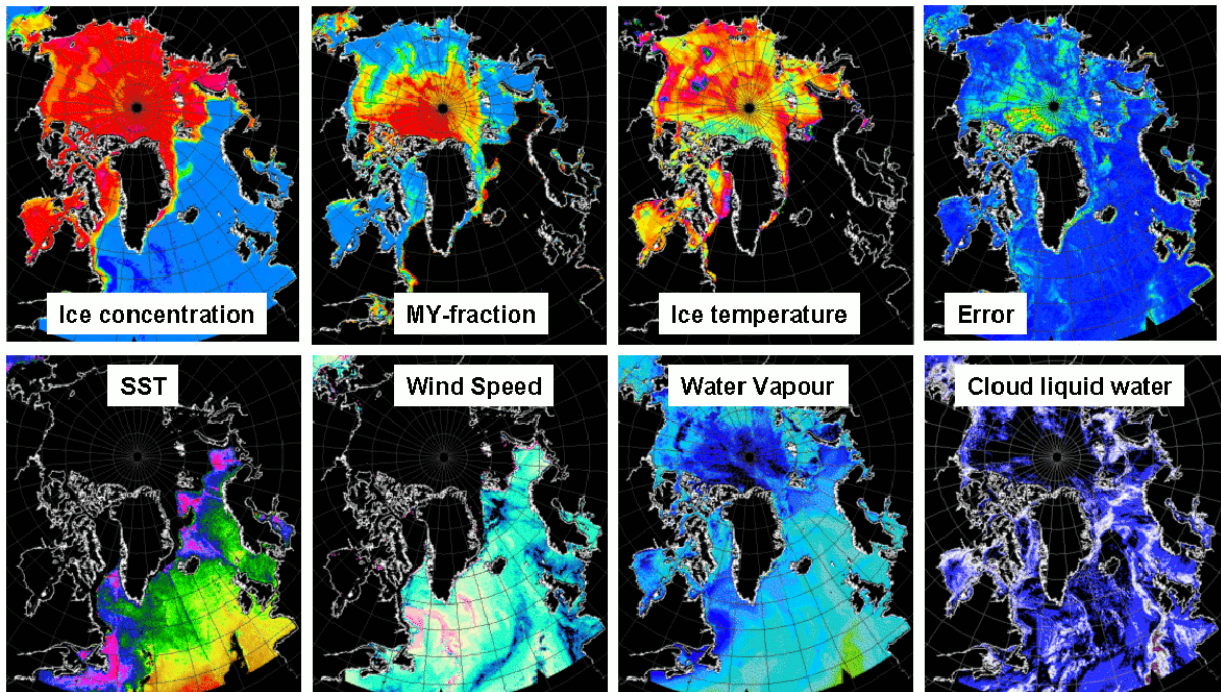 Ice concentration
MY-fraction
Ice temperature
Error
SST
Wind Speed
Water Vapour
Cloud liquid water